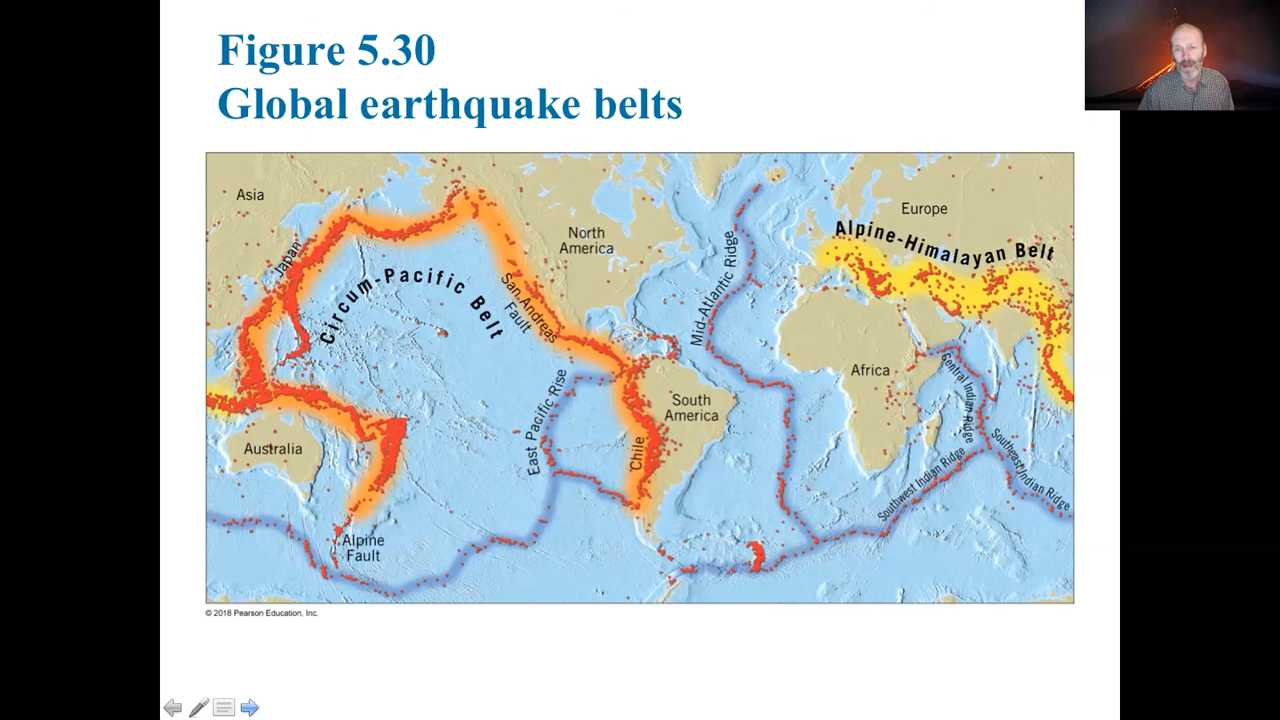 Figure 5.30
Global earthquake belts
Asia
Japan
Circum-Pacific Belt
North
America
San Andreas
Fault
Mid-Atlantic Ridge
Europe
Alpine-Himalayan Belt
Africa
Central Indian
Ridge
South
America
East Pacific Rise
Chile
Australia
Southwest Indian Ridge
Southeast Indian Ridge
Alpine
Fault
© 2018 Pearson Education, Inc.